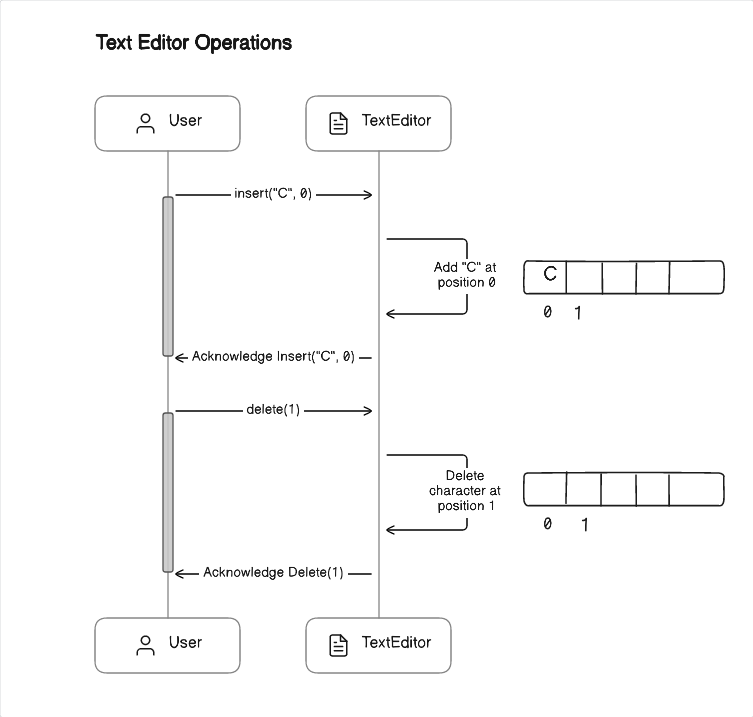 Text Editor Operations
User
TextEditor
insert("C", 0)
Add "C" at
position 0
C
0 1
Acknowledge Insert("C", 0)
delete(1)
Delete
character at
position 1
0 1
Acknowledge Delete(1)
User
TextEditor